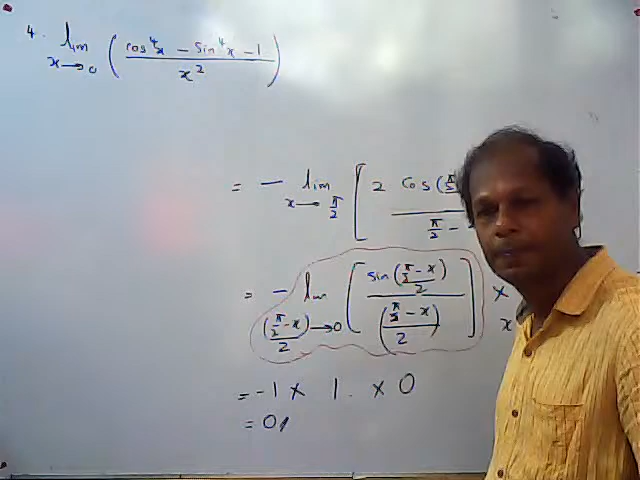 4. lim x→0 ( (cos⁴x − sin⁴x − 1) / x² )
= − lim x→π/2 [ 2 cos(π/2 / π/2 −
= − lim ((π/2 − x)/2)→0 [ sin((π/2 − x)/2) / ((π/2 − x)/2) ] × x
= -1 × 1. × 0
= 0//